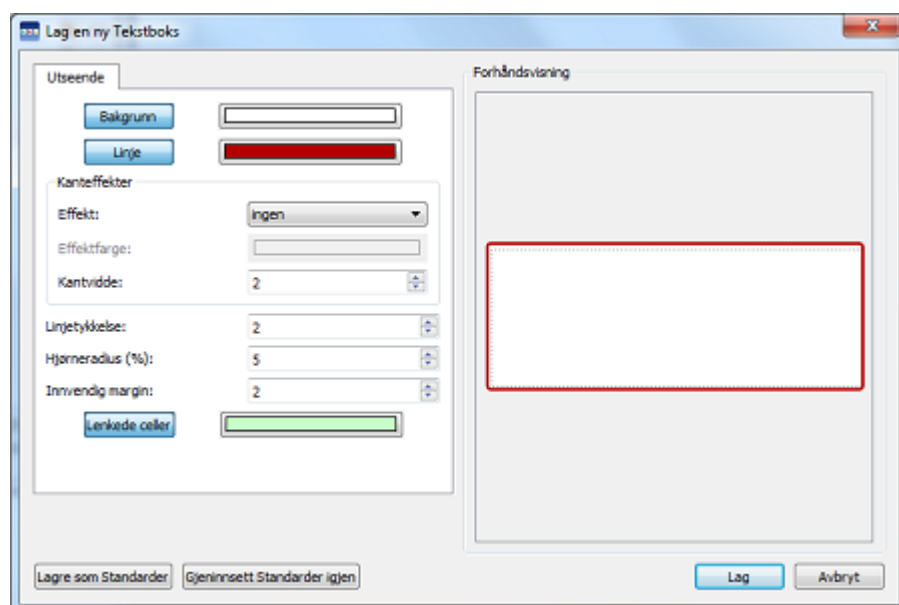 Lag en ny Tekstboks
Utseende
Forhåndsvisning
Bakgrunn
Linje
Kanteffekter
Effekt: ingen
Effektfarge:
Kantvidde: 2
Linjetykkelse: 2
Hjørneradius (%): 5
Innvendig margin: 2
Lenkede celler
Lagre som Standarder Gjeninnsett Standarder igjen Lag Avbryt